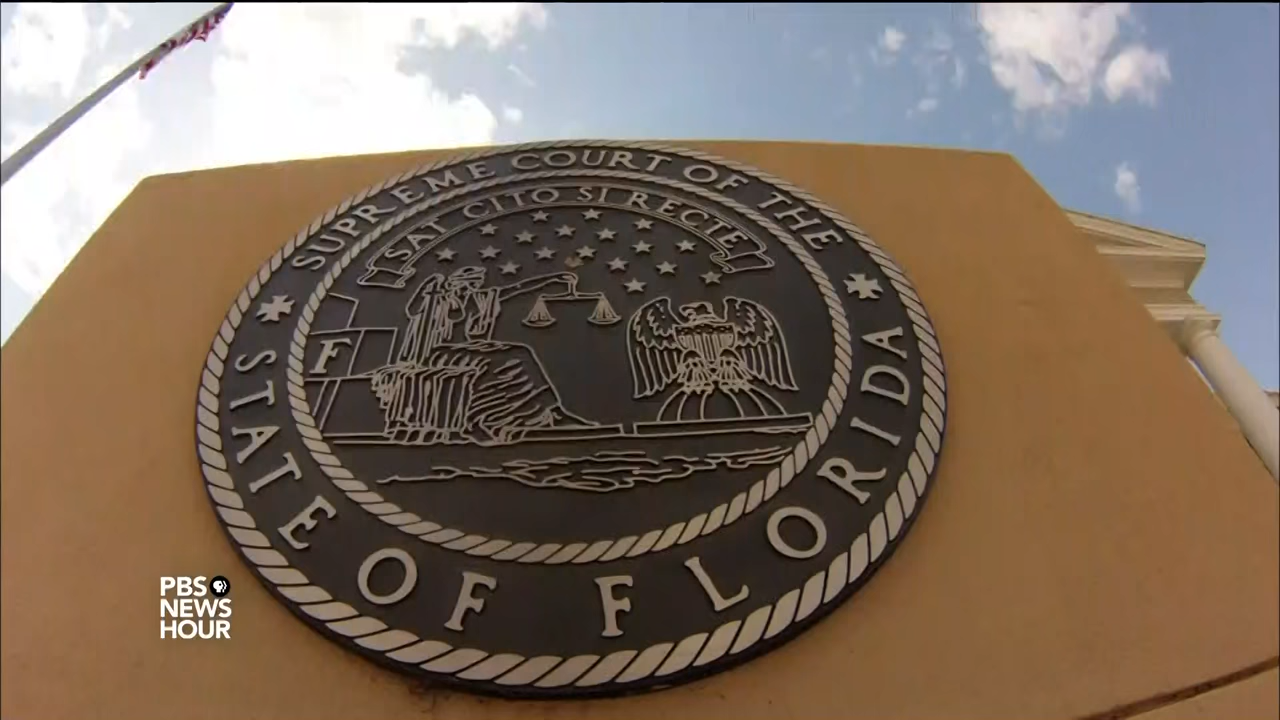 SUPREME COURT OF THE
SAT CITO SI RECTE
F
STATE OF FLORIDA
PBS
NEWS
HOUR